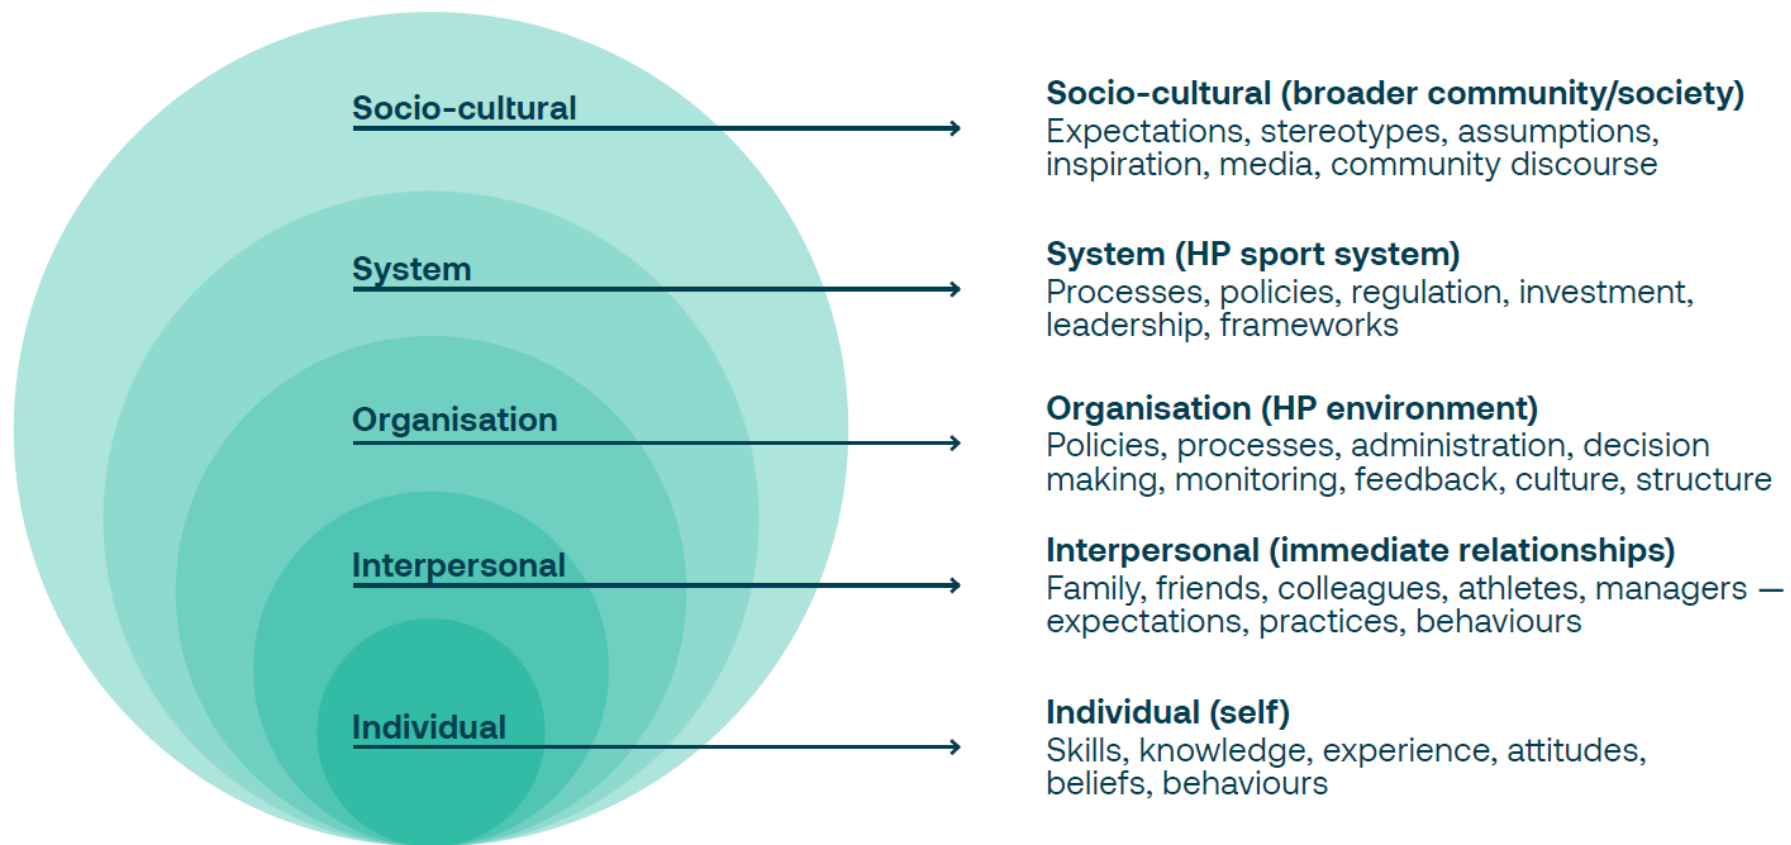 Socio-cultural
Socio-cultural (broader community/society)
Expectations, stereotypes, assumptions,
inspiration, media, community discourse
System
System (HP sport system)
Processes, policies, regulation, investment,
leadership, frameworks
Organisation
Organisation (HP environment)
Policies, processes, administration, decision
making, monitoring, feedback, culture, structure
Interpersonal
Interpersonal (immediate relationships)
Family, friends, colleagues, athletes, managers —
expectations, practices, behaviours
Individual
Individual (self)
Skills, knowledge, experience, attitudes,
beliefs, behaviours